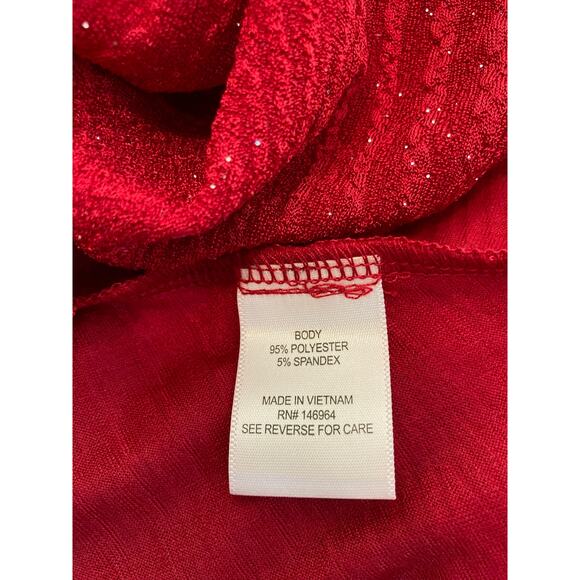 BODY
95% POLYESTER
5% SPANDEX
MADE IN VIETNAM
RN# 146964
SEE REVERSE FOR CARE